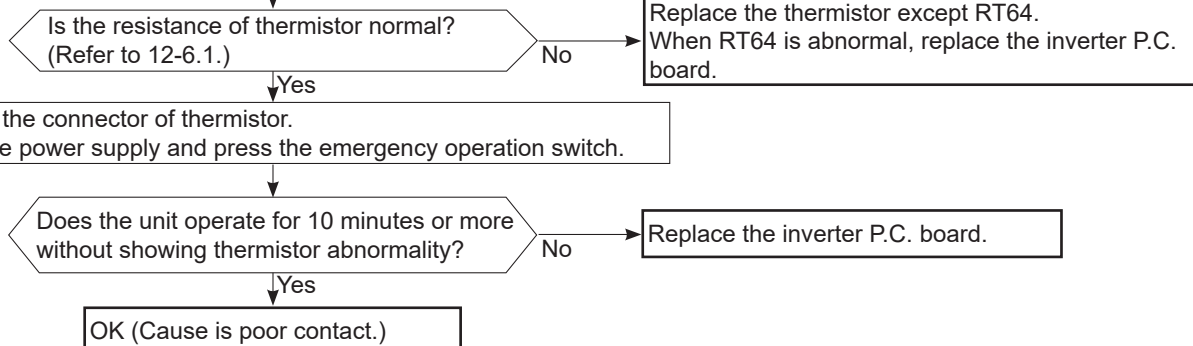 Is the resistance of thermistor normal?
(Refer to 12-6.1.)
No
Replace the thermistor except RT64.
When RT64 is abnormal, replace the inverter P.C.
board.
Yes
the connector of thermistor.
e power supply and press the emergency operation switch.
Does the unit operate for 10 minutes or more
without showing thermistor abnormality?
No
Replace the inverter P.C. board.
Yes
OK (Cause is poor contact.)